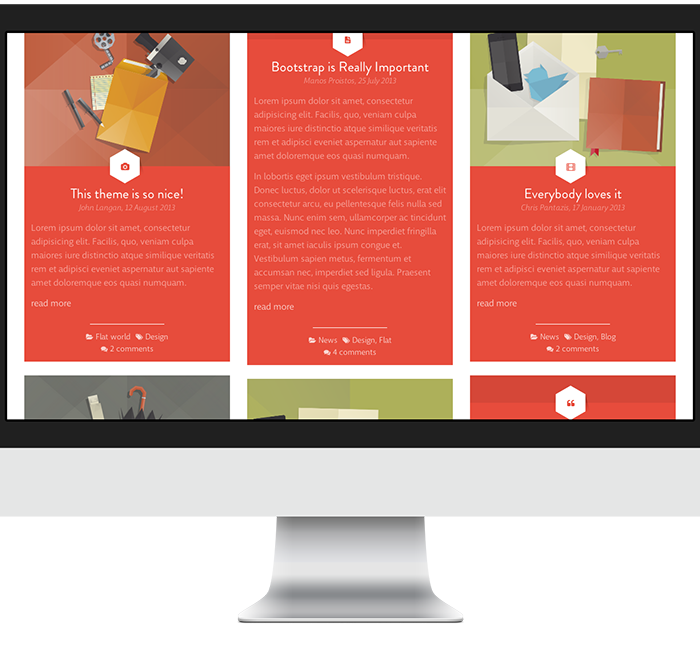 This theme is so nice!
John Langan, 12 August 2013
Lorem ipsum dolor sit amet, consectetur
adipisicing elit. Facilis, quo, veniam culpa
maiores iure distinctio atque similique veritatis
rem et adipisci eveniet aspernatur aut sapiente
amet doloremque eos quasi numquam.
read more
Flat world Design
2 comments
Bootstrap is Really Important
Manos Proistos, 25 July 2013
Lorem ipsum dolor sit amet, consectetur
adipisicing elit. Facilis, quo, veniam culpa
maiores iure distinctio atque similique veritatis
rem et adipisci eveniet aspernatur aut sapiente
amet doloremque eos quasi numquam.
In lobortis eget ipsum vestibulum tristique.
Donec luctus, dolor ut scelerisque luctus, erat elit
consectetur arcu, eu pellentesque felis nulla sed
massa. Nunc enim sem, ullamcorper ac tincidunt
eget, euismod nec leo. Nunc imperdiet fringilla
erat, sit amet iaculis ipsum congue et.
Vestibulum sapien metus, fermentum et
accumsan nec, imperdiet sed ligula. Praesent
semper vitae nisi quis egestas.
read more
News Design, Flat
4 comments
Everybody loves it
Chris Pantazis, 17 January 2013
Lorem ipsum dolor sit amet, consectetur
adipisicing elit. Facilis, quo, veniam culpa
maiores iure distinctio atque similique veritatis
rem et adipisci eveniet aspernatur aut sapiente
amet doloremque eos quasi numquam.
read more
News Design, Blog
2 comments